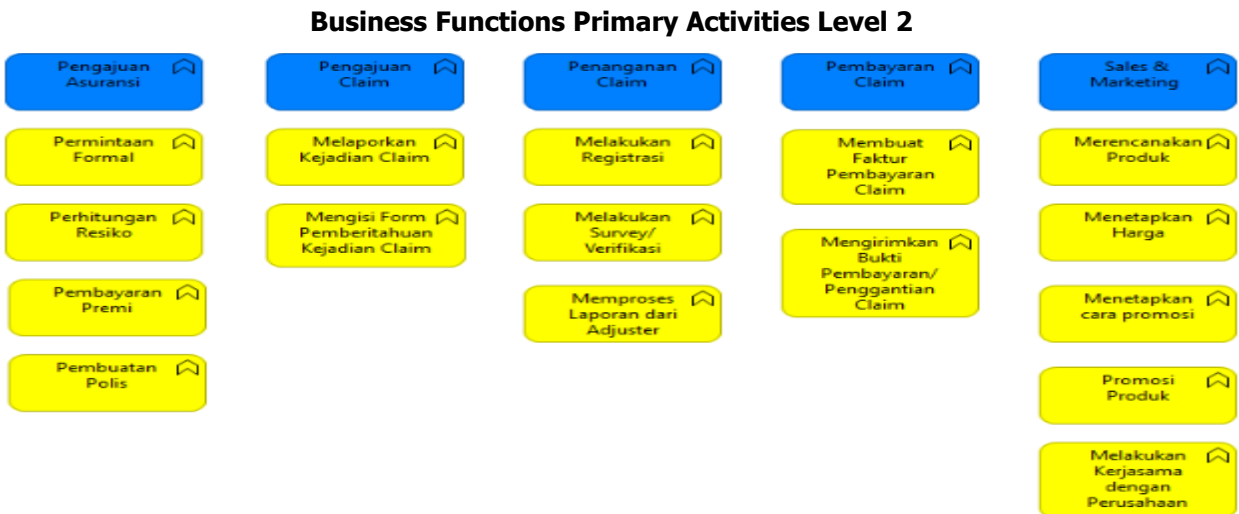 Business Functions Primary Activities Level 2
Pengajuan
Asuransi
Permintaan
Formal
Perhitungan
Resiko
Pembayaran
Premi
Pembuatan
Polis
Pengajuan
Claim
Melaporkan
Kejadian Claim
Mengisi Form
Pemberitahuan
Kejadian Claim
Penanganan
Claim
Melakukan
Registrasi
Melakukan
Survey/
Verifikasi
Memproses
Laporan dari
Adjuster
Pembayaran
Claim
Membuat
Faktur
Pembayaran
Claim
Mengirimkan
Bukti
Pembayaran/
Penggantian
Claim
Sales &
Marketing
Merencanakan
Produk
Menetapkan
Harga
Menetapkan
cara promosi
Promosi
Produk
Melakukan
Kerjasama
dengan
Perusahaan